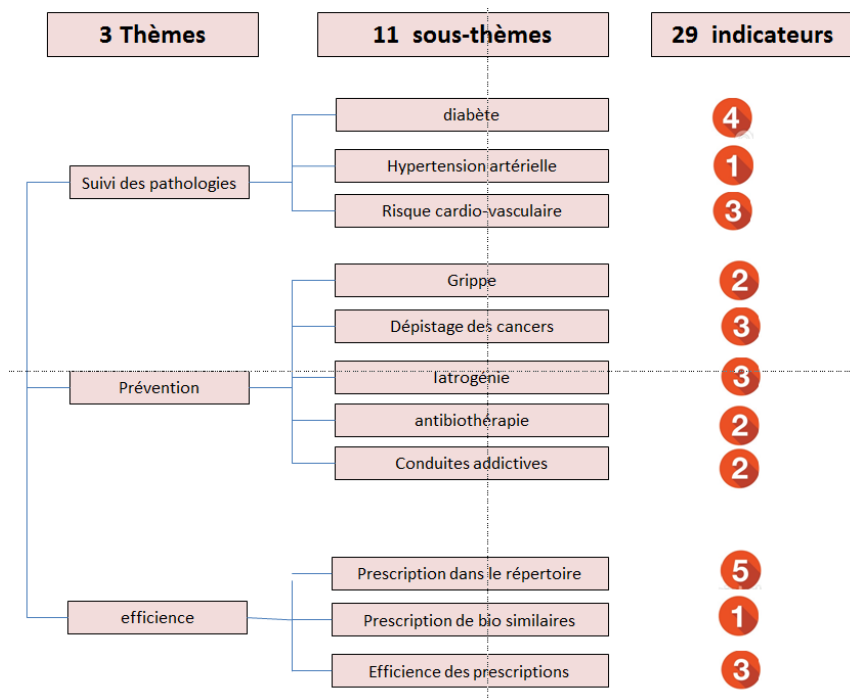 3 Thèmes
11 sous-thèmes
29 indicateurs
Suivi des pathologies
diabète
4
Hypertension artérielle
1
Risque cardio-vasculaire
3
Prévention
Grippe
2
Dépistage des cancers
3
Iatrogénie
3
antibiothérapie
2
Conduites addictives
2
efficience
Prescription dans le répertoire
5
Prescription de bio similaires
1
Efficience des prescriptions
3